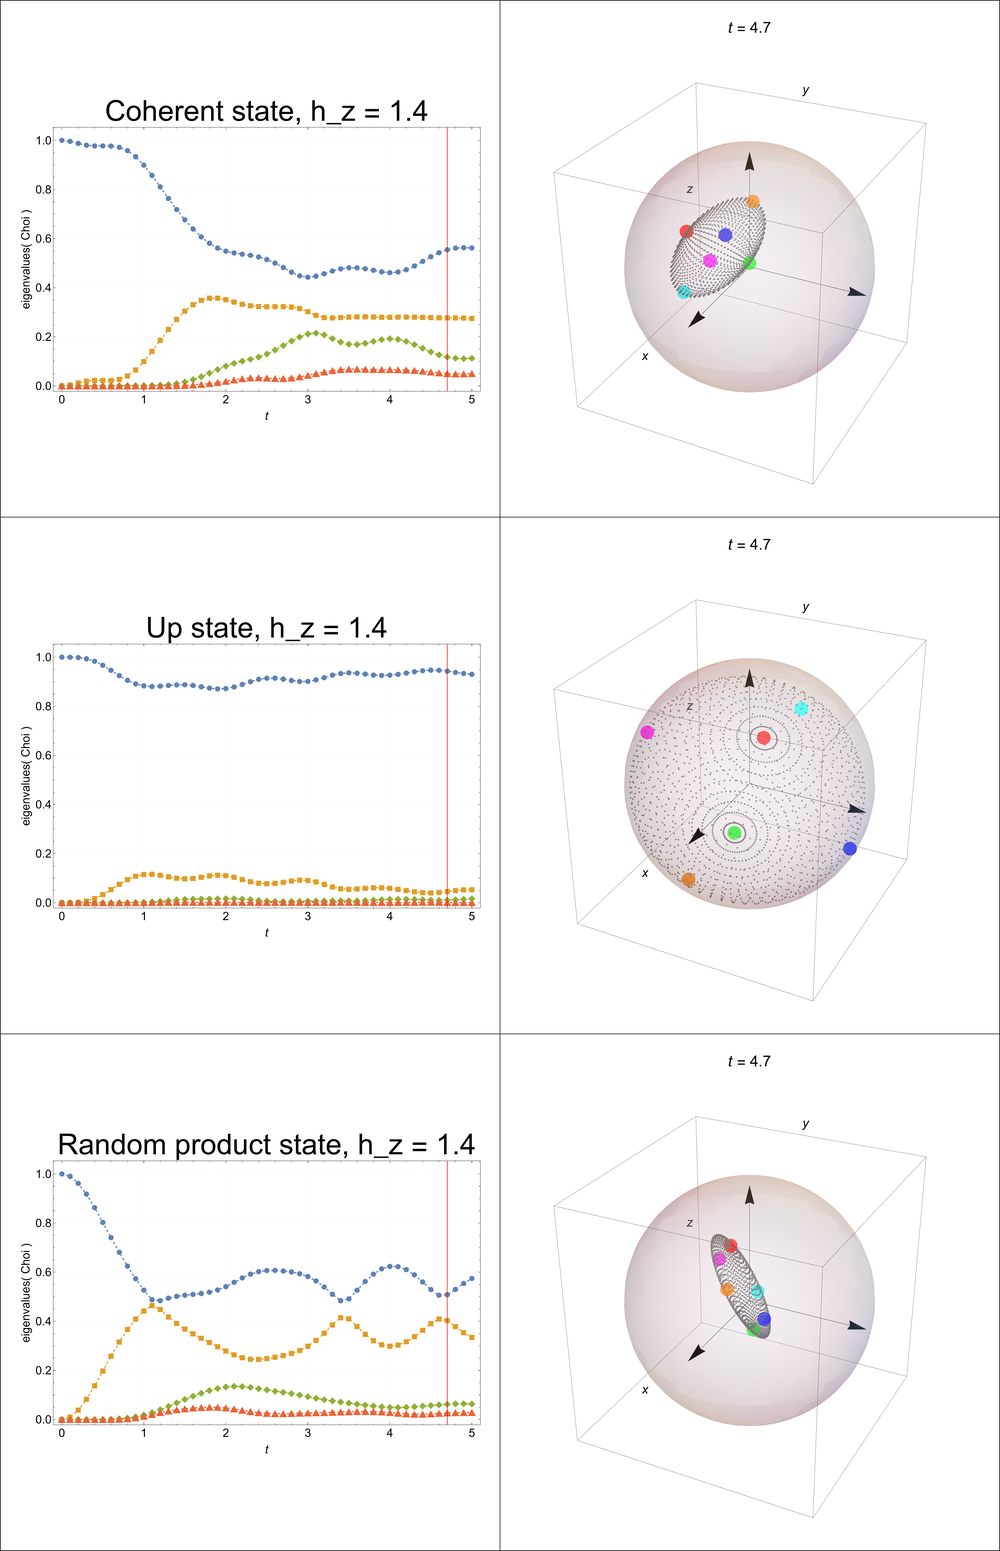 t = 4.7
Coherent state, h_z = 1.4
eigenvalues( Choi )
1.0
0.8
0.6
0.4
0.2
0.0
0 1 2 3 4 5
t
y
z
x
t = 4.7
Up state, h_z = 1.4
eigenvalues( Choi )
1.0
0.8
0.6
0.4
0.2
0.0
0 1 2 3 4 5
t
y
z
x
t = 4.7
Random product state, h_z = 1.4
eigenvalues( Choi )
1.0
0.8
0.6
0.4
0.2
0.0
0 1 2 3 4 5
t
y
z
x